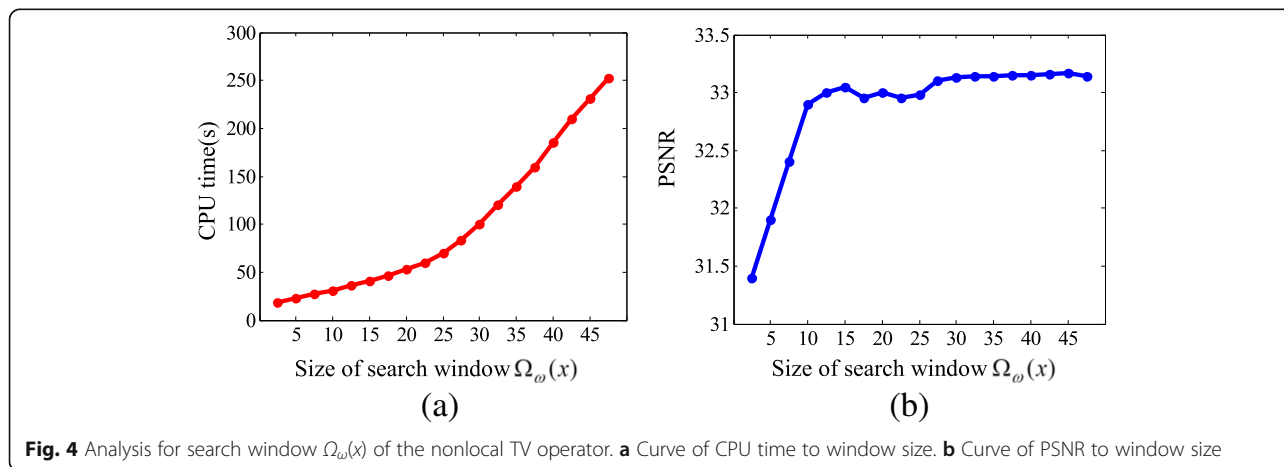 300
250
200
150
100
50
0
CPU time(s)
5 10 15 20 25 30 35 40 45
Size of search window Ω_ω(x)
(a)
33.5
33
32.5
32
31.5
31
PSNR
5 10 15 20 25 30 35 40 45
Size of search window Ω_ω(x)
(b)
Fig. 4 Analysis for search window Ω_ω(x) of the nonlocal TV operator. a Curve of CPU time to window size. b Curve of PSNR to window size